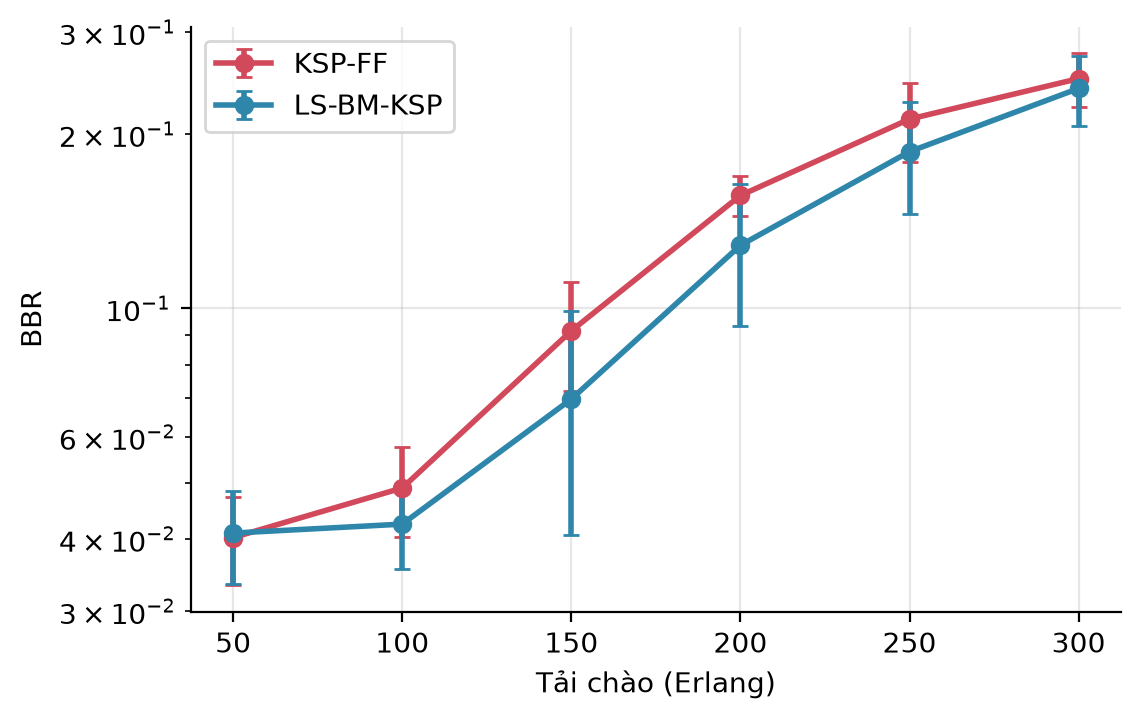 3 × 10⁻¹
2 × 10⁻¹
10⁻¹
6 × 10⁻²
4 × 10⁻²
3 × 10⁻²
BBR
KSP-FF
LS-BM-KSP
50 100 150 200 250 300
Tải chào (Erlang)